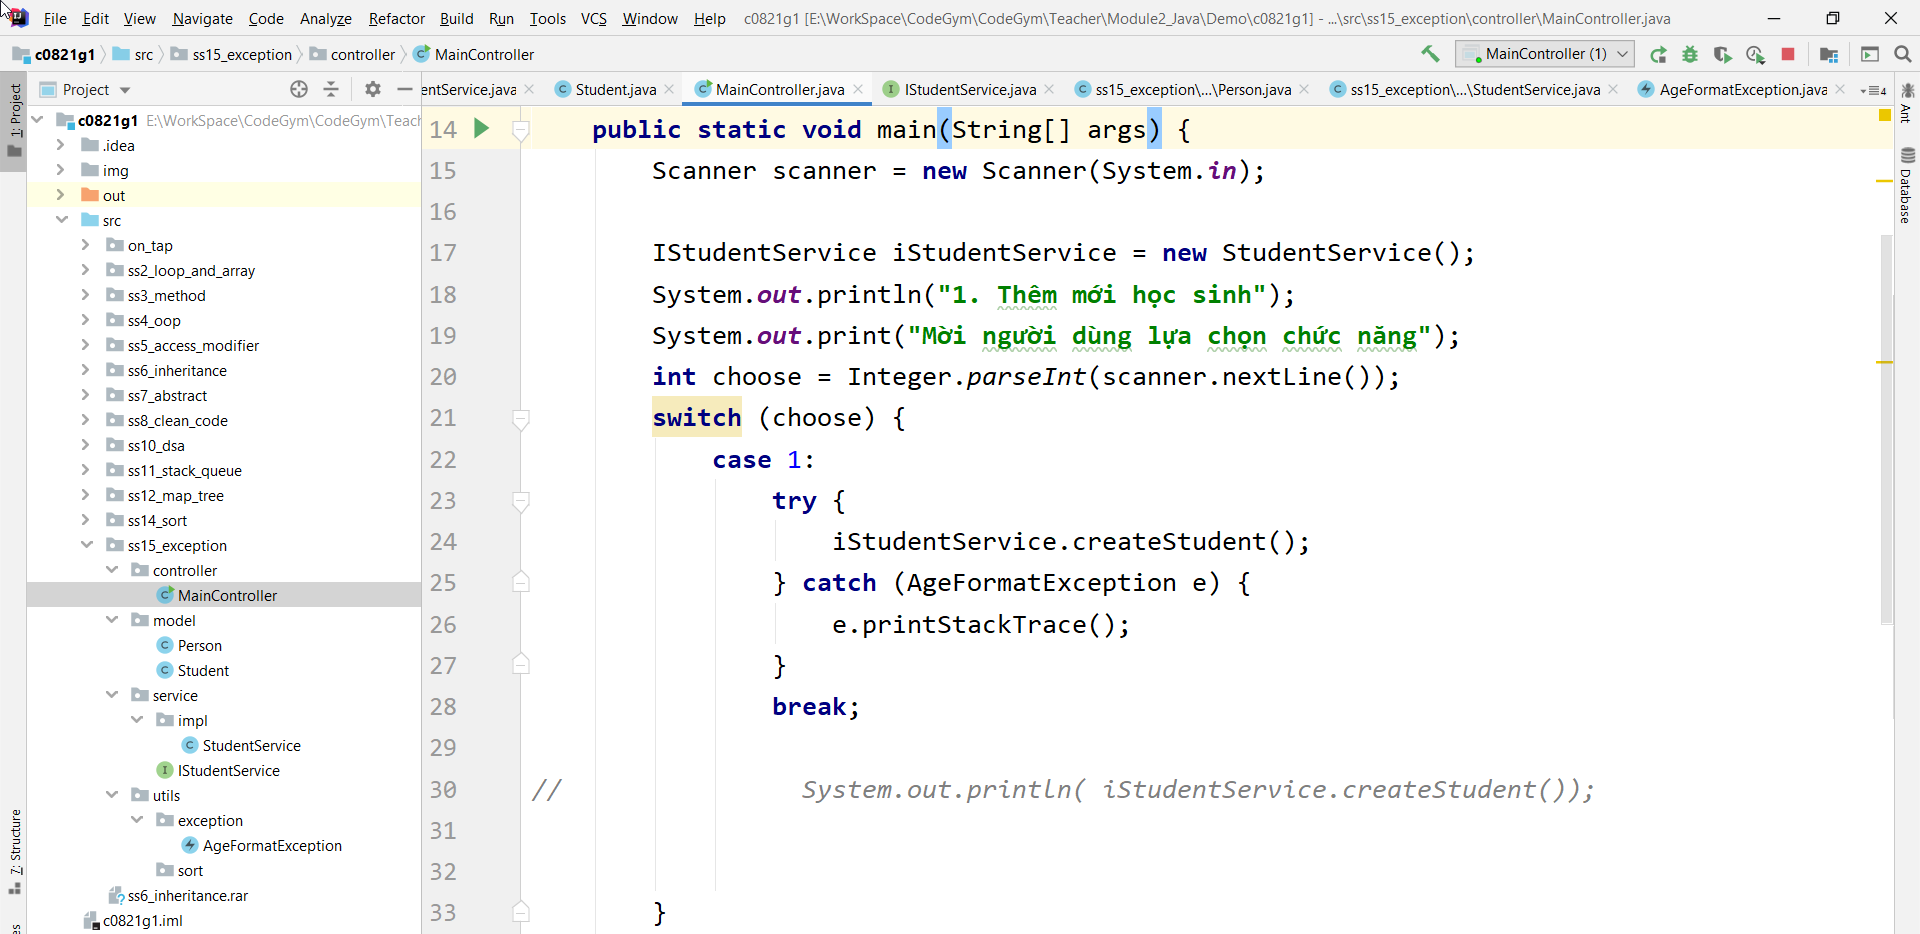 File Edit View Navigate Code Analyze Refactor Build Run Tools VCS Window Help c0821g1 [E:\WorkSpace\CodeGym\CodeGym\Teacher\Module2_Java\Demo\c0821g1] - ...\src\ss15_exception\controller\MainController.java
c0821g1 src ss15_exception controller MainController MainController (1)
Project entService.java Student.java MainController.java IStudentService.java ss15_exception\...\Person.java ss15_exception\...\StudentService.java AgeFormatException.java 4
1: Project
7: Structure
c0821g1 E:\WorkSpace\CodeGym\CodeGym\Teach
.idea
img
out
src
on_tap
ss2_loop_and_array
ss3_method
ss4_oop
ss5_access_modifier
ss6_inheritance
ss7_abstract
ss8_clean_code
ss10_dsa
ss11_stack_queue
ss12_map_tree
ss14_sort
ss15_exception
controller
MainController
model
Person
Student
service
impl
StudentService
IStudentService
utils
exception
AgeFormatException
sort
ss6_inheritance.rar
c0821g1.iml
14 public static void main(String[] args) {
15 Scanner scanner = new Scanner(System.in);
16
17 IStudentService iStudentService = new StudentService();
18 System.out.println("1. Thêm mới học sinh");
19 System.out.print("Mời người dùng lựa chọn chức năng");
20 int choose = Integer.parseInt(scanner.nextLine());
21 switch (choose) {
22 case 1:
23 try {
24 iStudentService.createStudent();
25 } catch (AgeFormatException e) {
26 e.printStackTrace();
27 }
28 break;
29
30 // System.out.println( iStudentService.createStudent());
31
32
33 }
Ant
Database